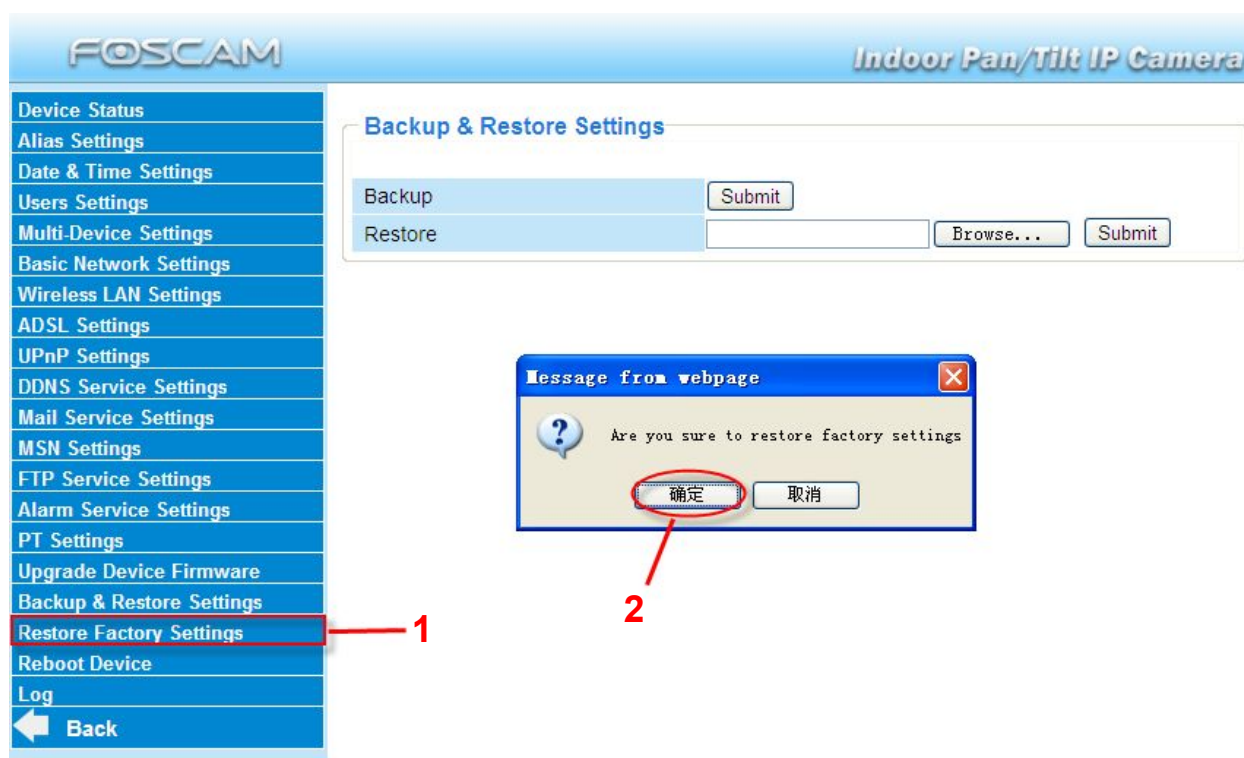 FOSCAM
Indoor Pan/Tilt IP Camera
Device Status
Alias Settings
Date & Time Settings
Users Settings
Multi-Device Settings
Basic Network Settings
Wireless LAN Settings
ADSL Settings
UPnP Settings
DDNS Service Settings
Mail Service Settings
MSN Settings
FTP Service Settings
Alarm Service Settings
PT Settings
Upgrade Device Firmware
Backup & Restore Settings
Restore Factory Settings
Reboot Device
Log
Back
1
Backup & Restore Settings
Backup Submit
Restore Browse... Submit
Message from webpage
Are you sure to restore factory settings
确定 取消
2